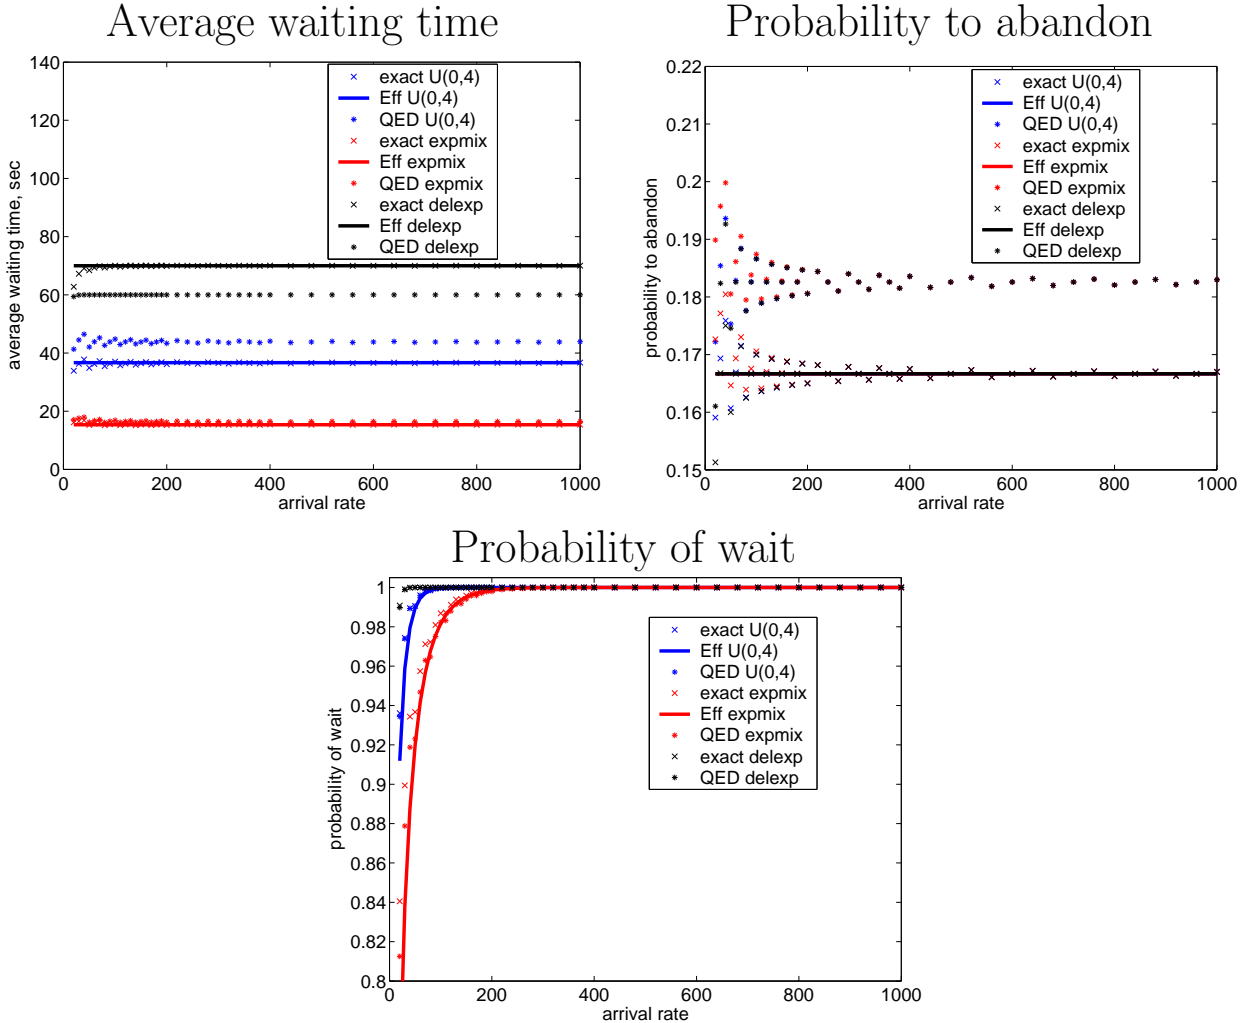 Average waiting time
140
120
100
80
60
40
20
0
average waiting time, sec
0 200 400 600 800 1000
arrival rate
exact U(0,4)
Eff U(0,4)
QED U(0,4)
exact expmix
Eff expmix
QED expmix
exact delexp
Eff delexp
QED delexp
Probability to abandon
0.22
0.21
0.2
0.19
0.18
0.17
0.16
0.15
probability to abandon
0 200 400 600 800 1000
arrival rate
exact U(0,4)
Eff U(0,4)
QED U(0,4)
exact expmix
Eff expmix
QED expmix
exact delexp
Eff delexp
QED delexp
Probability of wait
1
0.98
0.96
0.94
0.92
0.9
0.88
0.86
0.84
0.82
0.8
probability of wait
0 200 400 600 800 1000
arrival rate
exact U(0,4)
Eff U(0,4)
QED U(0,4)
exact expmix
Eff expmix
QED expmix
exact delexp
QED delexp